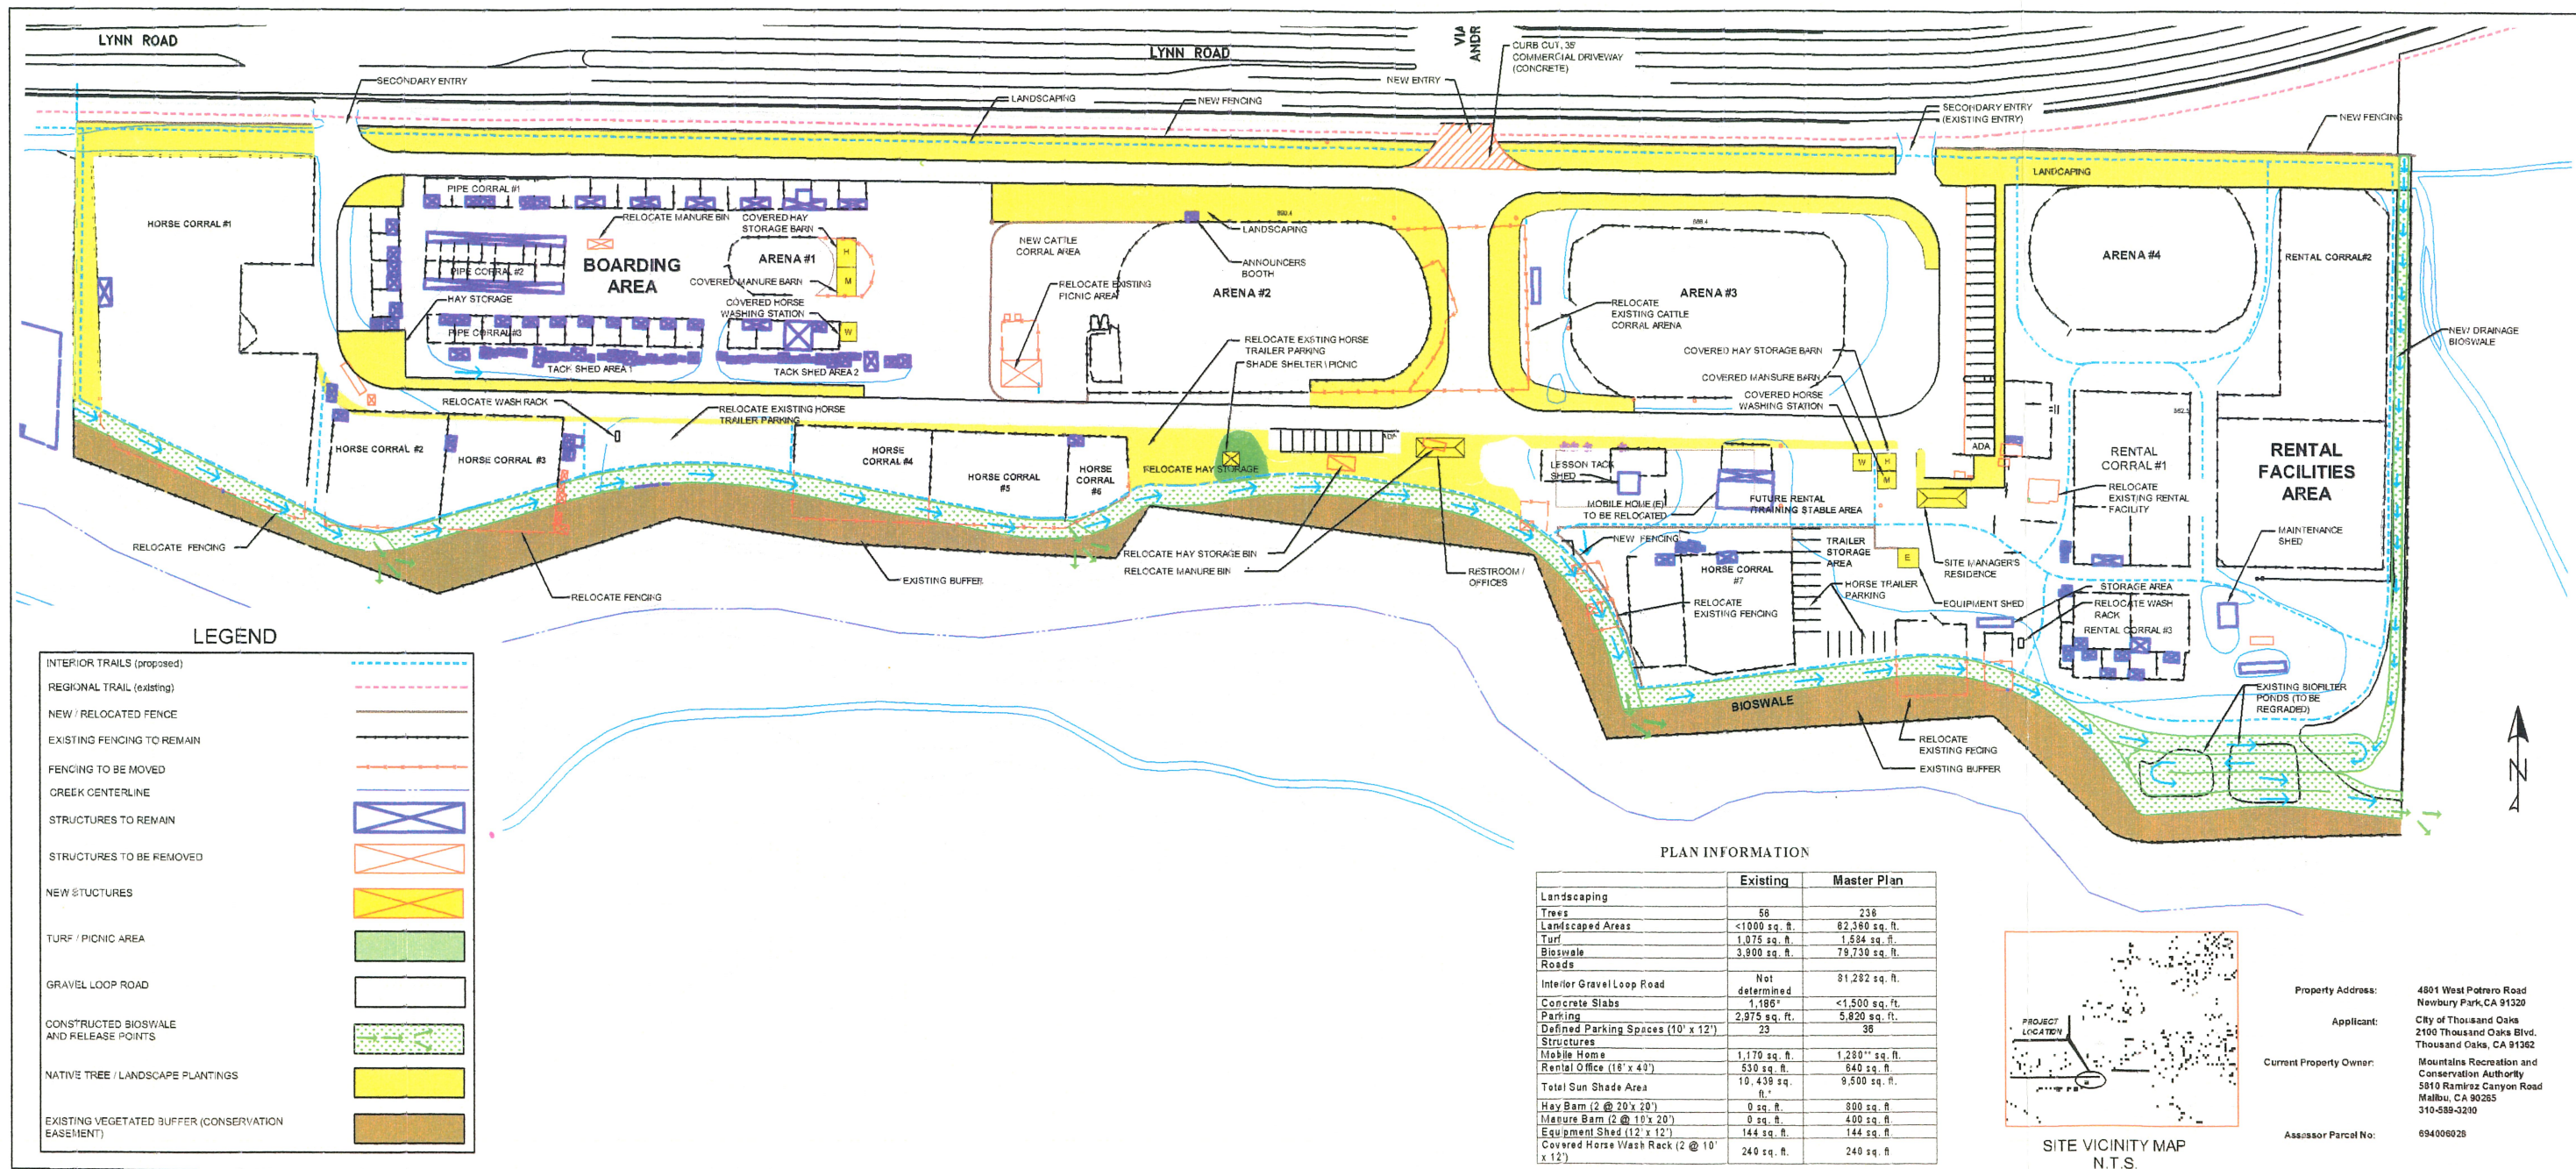 LYNN ROAD
LYNN ROAD
VIA
ANDR
CURB CUT, 35'
COMMERCIAL DRIVEWAY
(CONCRETE)
NEW ENTRY
SECONDARY ENTRY
LANDSCAPING
NEW FENCING
SECONDARY ENTRY
(EXISTING ENTRY)
NEW FENCING
LANDSCAPING
HORSE CORRAL #1
PIPE CORRAL #1
RELOCATE MANURE BIN
COVERED HAY
STORAGE BARN
BOARDING
AREA
PIPE CORRAL #2
ARENA #1
H
M
COVERED MANURE BARN
HAY STORAGE
COVERED HORSE
WASHING STATION
W
PIPE CORRAL #3
TACK SHED AREA 1
TACK SHED AREA 2
NEW CATTLE
CORRAL AREA
LANDSCAPING
ANNOUNCERS
BOOTH
RELOCATE EXISTING
PICNIC AREA
ARENA #2
RELOCATE EXISTING HORSE
TRAILER PARKING
SHADE SHELTER \ PICNIC
ARENA #3
RELOCATE
EXISTING CATTLE
CORRAL ARENA
COVERED HAY STORAGE BARN
COVERED MANSURE BARN
COVERED HORSE
WASHING STATION
ARENA #4
RENTAL CORRAL#2
NEW DRAINAGE
BIOSWALE
RELOCATE WASH RACK
RELOCATE EXISTING HORSE
TRAILER PARKING
HORSE CORRAL #2
HORSE CORRAL #3
HORSE
CORRAL #4
HORSE CORRAL
#5
HORSE
CORRAL
#6
RELOCATE HAY STORAGE
LESSON TACK
SHED
MOBILE HOME (E)
TO BE RELOCATED
FUTURE RENTAL
/TRAINING STABLE AREA
W
H
M
ADA
RENTAL
CORRAL #1
RENTAL
FACILITIES
AREA
RELOCATE
EXISTING RENTAL
FACILITY
MAINTENANCE
SHED
RELOCATE FENCING
RELOCATE FENCING
EXISTING BUFFER
RELOCATE HAY STORAGE BIN
RELOCATE MANURE BIN
RESTROOM /
OFFICES
NEW FENCING
HORSE CORRAL
#7
TRAILER
STORAGE
AREA
HORSE TRAILER
PARKING
RELOCATE
EXISTING FENCING
E
SITE MANAGER'S
RESIDENCE
EQUIPMENT SHED
STORAGE AREA
RELOCATE WASH
RACK
RENTAL CORRAL #3
EXISTING BIOFILTER
PONDS (TO BE
REGRADED)
BIOSWALE
RELOCATE
EXISTING FECING
EXISTING BUFFER
N
LEGEND
INTERIOR TRAILS (proposed)
REGIONAL TRAIL (existing)
NEW / RELOCATED FENCE
EXISTING FENCING TO REMAIN
FENCING TO BE MOVED
CREEK CENTERLINE
STRUCTURES TO REMAIN
STRUCTURES TO BE REMOVED
NEW STUCTURES
TURF / PICNIC AREA
GRAVEL LOOP ROAD
CONSTRUCTED BIOSWALE
AND RELEASE POINTS
NATIVE TREE / LANDSCAPE PLANTINGS
EXISTING VEGETATED BUFFER (CONSERVATION
EASEMENT)
PLAN INFORMATION
Existing Master Plan
Landscaping
Trees 56 236
Landscaped Areas <1000 sq. ft. 82,360 sq. ft.
Turf 1,075 sq. ft. 1,584 sq. ft.
Bioswale 3,900 sq. ft. 79,730 sq. ft.
Roads
Interior Gravel Loop Road Not determined 81,282 sq. ft.
Concrete Slabs 1,186* <1,500 sq. ft.
Parking 2,975 sq. ft. 5,820 sq. ft.
Defined Parking Spaces (10' x 12') 23 36
Structures
Mobile Home 1,170 sq. ft. 1,280** sq. ft.
Rental Office (16' x 40') 530 sq. ft. 640 sq. ft.
Total Sun Shade Area 10, 439 sq. ft.* 9,500 sq. ft.
Hay Barn (2 @ 20'x 20') 0 sq. ft. 800 sq. ft
Manure Barn (2 @ 10'x 20') 0 sq. ft. 400 sq. ft.
Equipment Shed (12' x 12') 144 sq. ft. 144 sq. ft.
Covered Horse Wash Rack (2 @ 10' x 12') 240 sq. ft. 240 sq. ft
PROJECT
LOCATION
SITE VICINITY MAP
N.T.S.
Property Address: 4801 West Potrero Road
Newbury Park,CA 91320
Applicant: City of Thousand Oaks
2100 Thousand Oaks Blvd.
Thousand Oaks, CA 91362
Current Property Owner: Mountains Recreation and
Conservation Authority
5810 Ramirez Canyon Road
Malibu, CA 90265
310-589-3200
Assessor Parcel No: 694006028